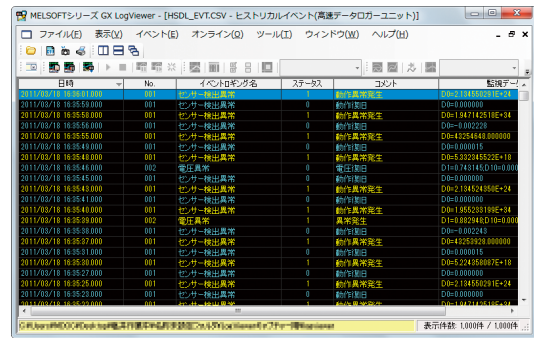 MELSOFTシリーズ GX LogViewer - [HSDL_EVT.CSV - ヒストリカルイベント(高速データロガーユニット)]
ファイル(F) 表示(V) イベント(E) オンライン(O) ツール(L) ウィンドウ(W) ヘルプ(H)
日時 No. イベントロギング名 ステータス コメント 監視データ
2011/03/18 16:36:01.000 001 センサー検出異常 1 動作異常発生 D0=2.134550291E+24
2011/03/18 16:35:59.000 001 センサー検出異常 0 動作復旧 D0=0.000000
2011/03/18 16:35:58.000 001 センサー検出異常 1 動作異常発生 D0=1.947142518E+34
2011/03/18 16:35:56.000 001 センサー検出異常 0 動作復旧 D0=-0.002228
2011/03/18 16:35:55.000 001 センサー検出異常 1 動作異常発生 D0=43254640.000000
2011/03/18 16:35:49.000 001 センサー検出異常 0 動作復旧 D0=0.000015
2011/03/18 16:35:48.000 001 センサー検出異常 1 動作異常発生 D0=5.332345522E+18
2011/03/18 16:35:46.000 002 電圧異常 0 電圧復旧 D1=0.743145;D10=0.000
2011/03/18 16:35:45.000 001 センサー検出異常 0 動作復旧 D0=0.000000
2011/03/18 16:35:43.000 001 センサー検出異常 1 動作異常発生 D0=2.134524350E+24
2011/03/18 16:35:41.000 001 センサー検出異常 0 動作復旧 D0=0.000000
2011/03/18 16:35:40.000 001 センサー検出異常 1 動作異常発生 D0=1.955233199E+34
2011/03/18 16:35:39.000 002 電圧異常 1 異常発生 D1=0.882948;D10=0.000
2011/03/18 16:35:38.000 001 センサー検出異常 0 動作復旧 D0=-0.002243
2011/03/18 16:35:37.000 001 センサー検出異常 1 動作異常発生 D0=43253928.000000
2011/03/18 16:35:31.000 001 センサー検出異常 0 動作復旧 D0=0.000015
2011/03/18 16:35:30.000 001 センサー検出異常 1 動作異常発生 D0=5.224358087E+18
2011/03/18 16:35:27.000 001 センサー検出異常 0 動作復旧 D0=0.000000
2011/03/18 16:35:25.000 001 センサー検出異常 1 動作異常発生 D0=2.134550291E+24
2011/03/18 16:35:23.000 001 センサー検出異常 0 動作復旧 D0=0.000000
表示件数: 1,000件 / 1,000件